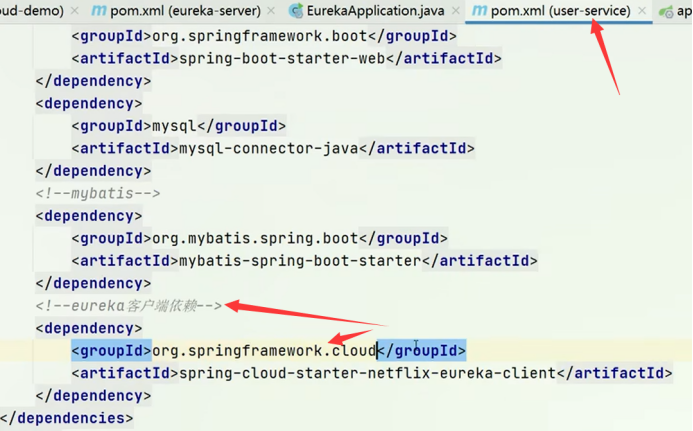 oud-demo) × pom.xml (eureka-server) × EurekaApplication.java × pom.xml (user-service) × ap
<groupId>org.springframework.boot</groupId>
<artifactId>spring-boot-starter-web</artifactId>
</dependency>
<dependency>
<groupId>mysql</groupId>
<artifactId>mysql-connector-java</artifactId>
</dependency>
<!--mybatis-->
<dependency>
<groupId>org.mybatis.spring.boot</groupId>
<artifactId>mybatis-spring-boot-starter</artifactId>
</dependency>
<!--eureka客户端依赖-->
<dependency>
<groupId>org.springframework.cloud</groupId>
<artifactId>spring-cloud-starter-netflix-eureka-client</artifactId>
</dependency>
</dependencies>